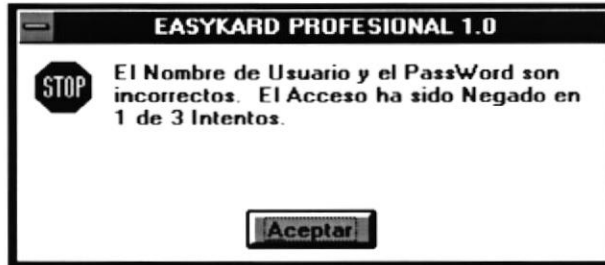 EASYKARD PROFESIONAL 1.0
STOP
El Nombre de Usuario y el PassWord son
incorrectos. El Acceso ha sido Negado en
1 de 3 Intentos.
Aceptar